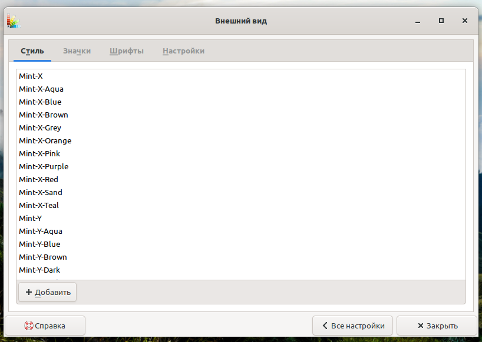 Внешний вид
Стиль Значки Шрифты Настройки
Mint-X
Mint-X-Aqua
Mint-X-Blue
Mint-X-Brown
Mint-X-Grey
Mint-X-Orange
Mint-X-Pink
Mint-X-Purple
Mint-X-Red
Mint-X-Sand
Mint-X-Teal
Mint-Y
Mint-Y-Aqua
Mint-Y-Blue
Mint-Y-Brown
Mint-Y-Dark
Добавить
Справка Все настройки Закрыть